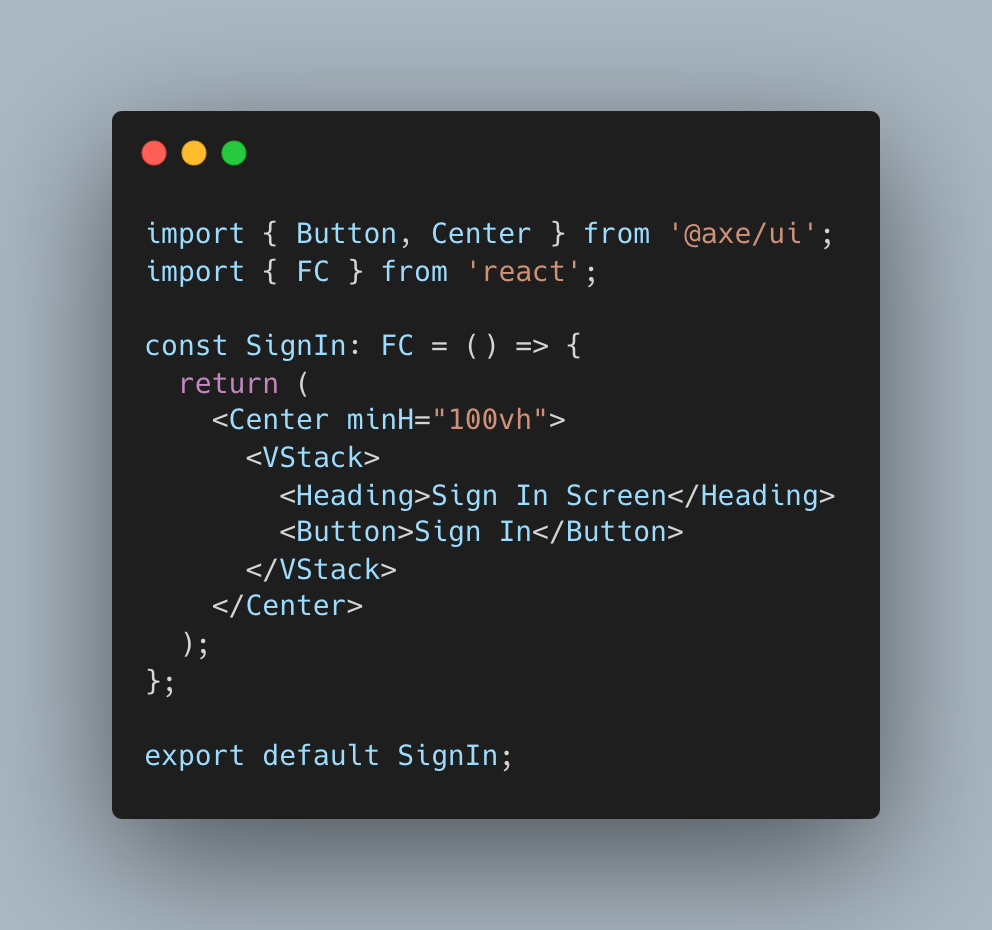 import { Button, Center } from '@axe/ui';
import { FC } from 'react';

const SignIn: FC = () => {
  return (
    <Center minH="100vh">
      <VStack>
        <Heading>Sign In Screen</Heading>
        <Button>Sign In</Button>
      </VStack>
    </Center>
  );
};

export default SignIn;